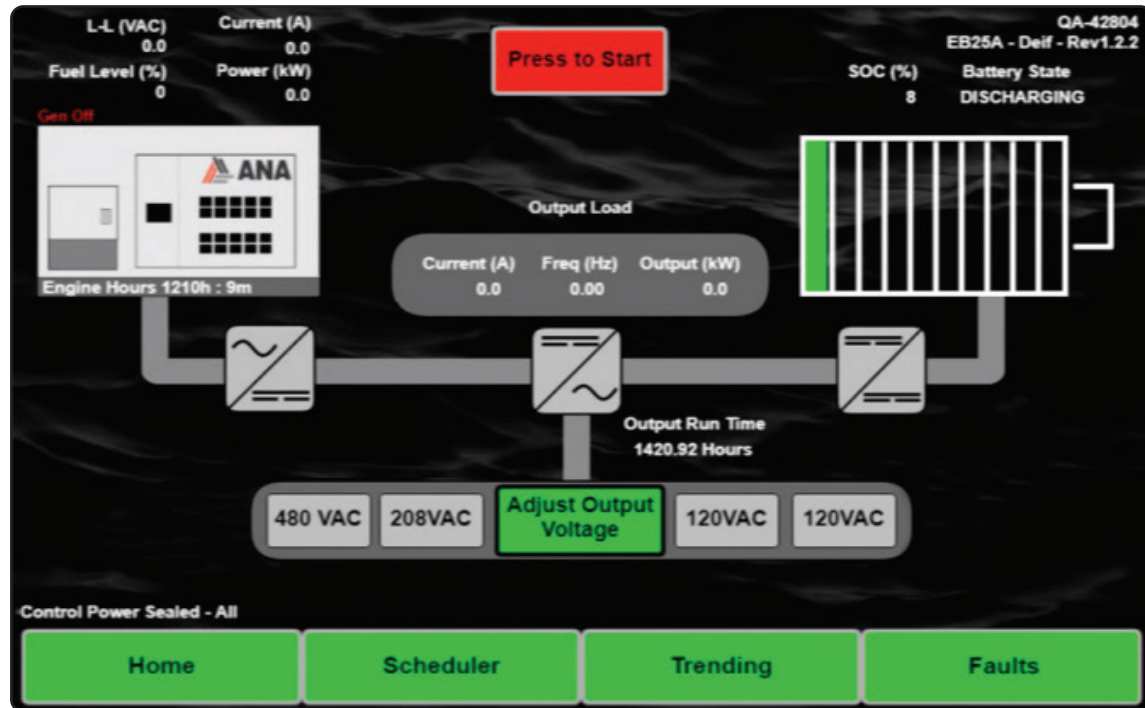 L-L (VAC) Current (A)
0.0 0.0
Fuel Level (%) Power (kW)
0 0.0
Gen Off
ANA
Engine Hours 1210h : 9m
Press to Start
QA-42804
EB25A - Deif - Rev1.2.2
SOC (%) Battery State
8 DISCHARGING
Output Load
Current (A) Freq (Hz) Output (kW)
0.0 0.00 0.0
Output Run Time
1420.92 Hours
480 VAC 208VAC Adjust Output Voltage 120VAC 120VAC
Control Power Sealed - All
Home Scheduler Trending Faults